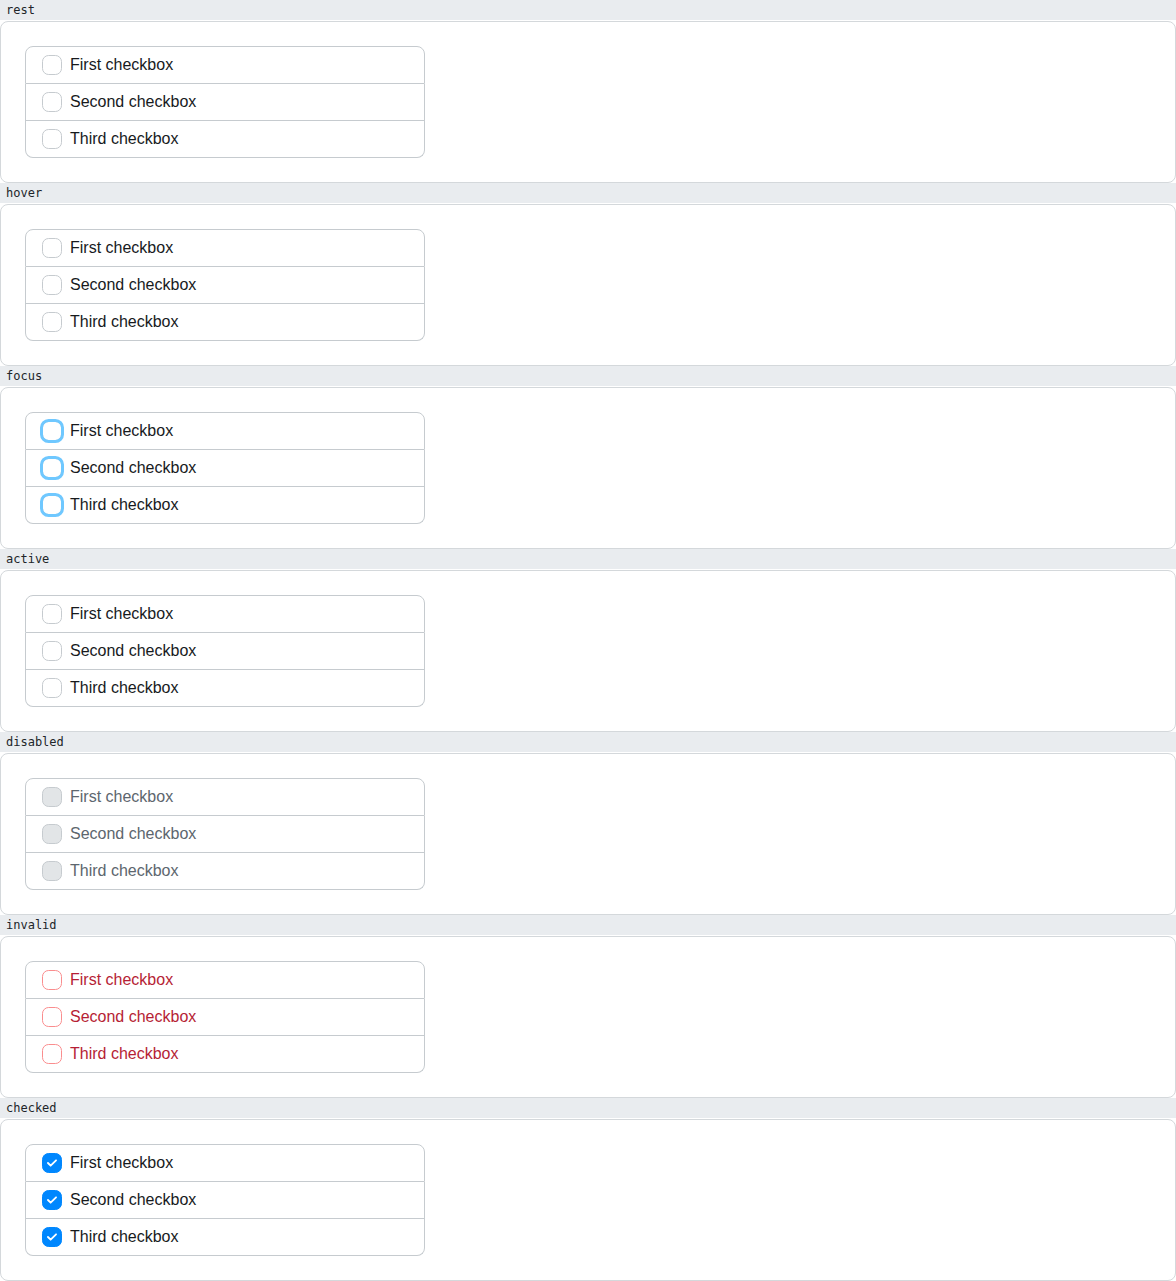 rest
First checkbox
Second checkbox
Third checkbox
hover
First checkbox
Second checkbox
Third checkbox
focus
First checkbox
Second checkbox
Third checkbox
active
First checkbox
Second checkbox
Third checkbox
disabled
First checkbox
Second checkbox
Third checkbox
invalid
First checkbox
Second checkbox
Third checkbox
checked
First checkbox
Second checkbox
Third checkbox